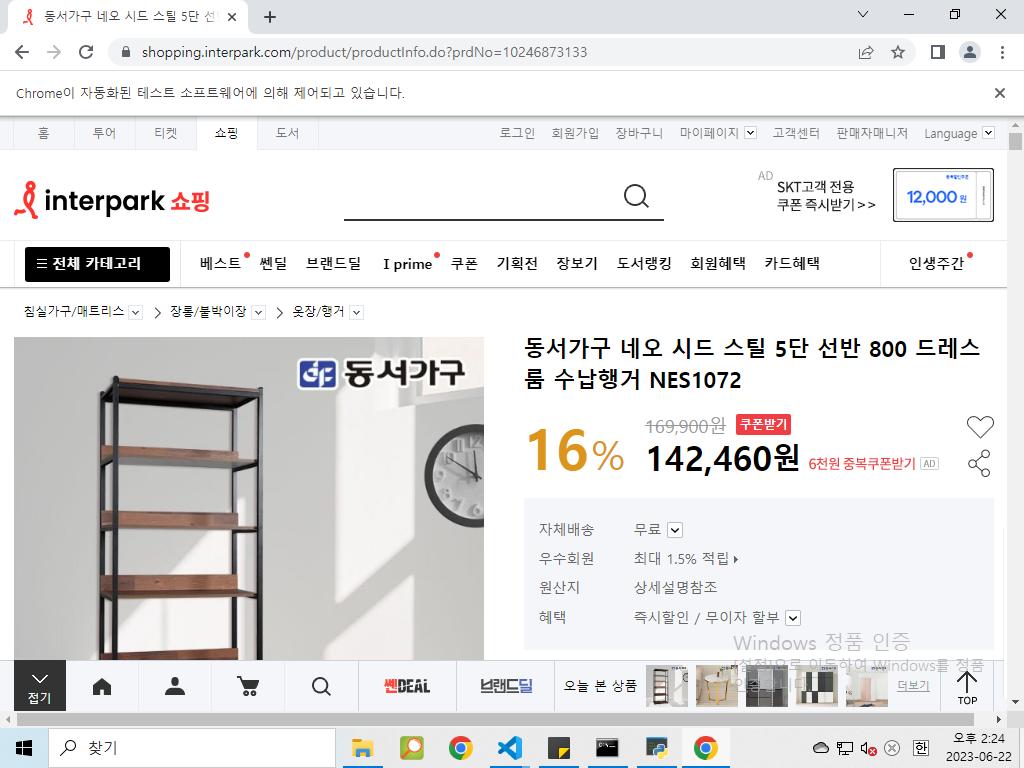 동서가구 네오 시드 스틸 5단 선
shopping.interpark.com/product/productInfo.do?prdNo=10246873133
Chrome이 자동화된 테스트 소프트웨어에 의해 제어되고 있습니다.
홈 투어 티켓 쇼핑 도서 로그인 회원가입 장바구니 마이페이지 고객센터 판매자매니저 Language
interpark 쇼핑
AD SKT고객 전용
쿠폰 즉시받기>>
12,000원
전체 카테고리 베스트 쎈딜 브랜드딜 I prime 쿠폰 기획전 장보기 도서랭킹 회원혜택 카드혜택 인생주간
침실가구/매트리스 장롱/붙박이장 옷장/행거
동서가구
동서가구 네오 시드 스틸 5단 선반 800 드레스
룸 수납행거 NES1072
16% 169,900원 쿠폰받기
142,460원 6천원 중복쿠폰받기 AD
자체배송 무료
우수회원 최대 1.5% 적립
원산지 상세설명참조
혜택 즉시할인 / 무이자 할부
Windows 정품 인증
[설정]으로 이동하여 Windows를 정품
접기 쎈DEAL 브랜드딜 오늘 본 상품 더보기 TOP
찾기 한 오후 2:24
2023-06-22